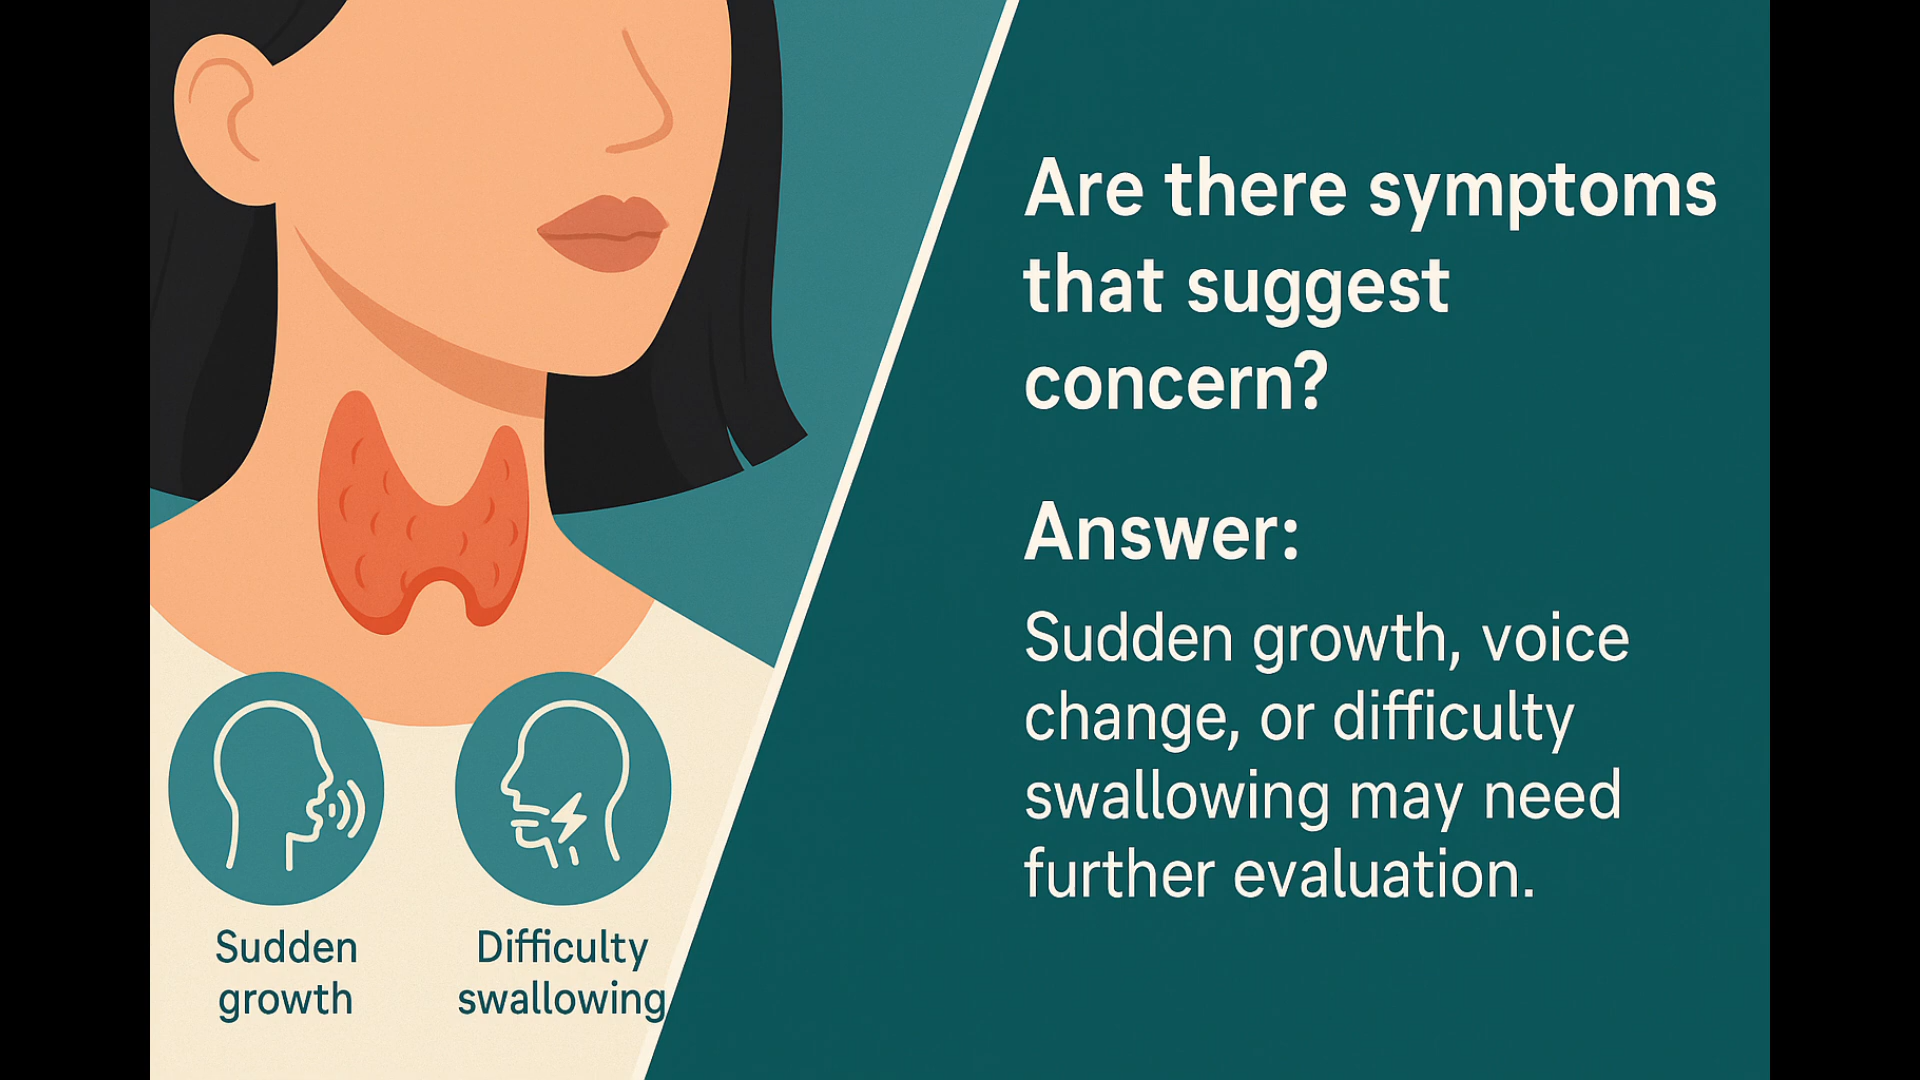 Are there symptoms
that suggest
concern?
Answer:
Sudden growth, voice
change, or difficulty
swallowing may need
further evaluation.
Sudden
growth
Difficulty
swallowing